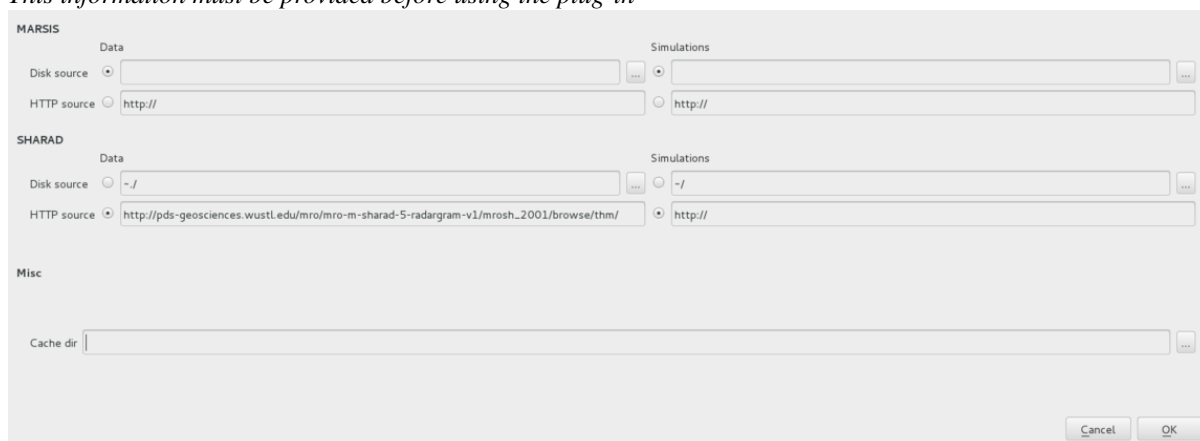 This information must be provided before using the plug-in
MARSIS
Data Simulations
Disk source ... ...
HTTP source http:// http://
SHARAD
Data Simulations
Disk source ~./ ... ~/ ...
HTTP source http://pds-geosciences.wustl.edu/mro/mro-m-sharad-5-radargram-v1/mrosh_2001/browse/thm/ http://
Misc
Cache dir ...
Cancel OK